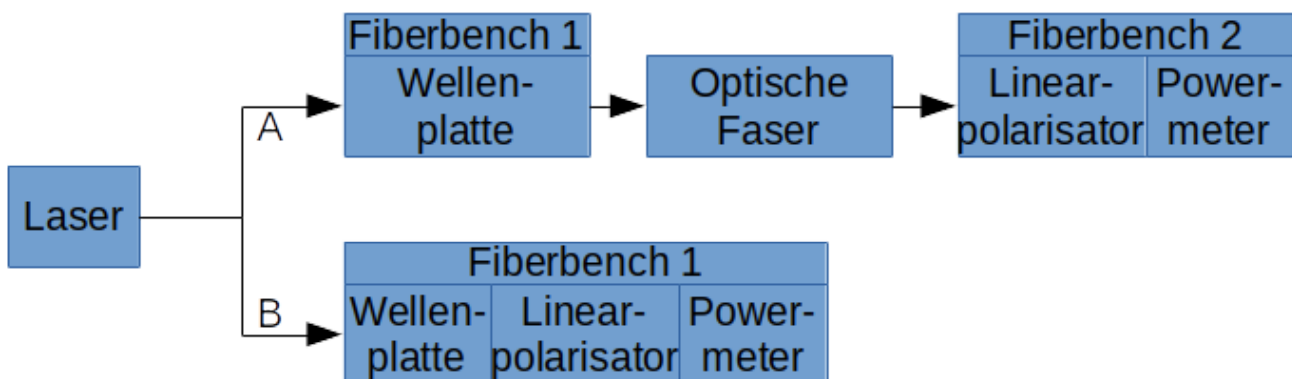 Fiberbench 1
Wellen-
platte
Optische
Faser
Fiberbench 2
Linear-
polarisator
Power-
meter
A
Laser
B
Fiberbench 1
Wellen-
platte
Linear-
polarisator
Power-
meter